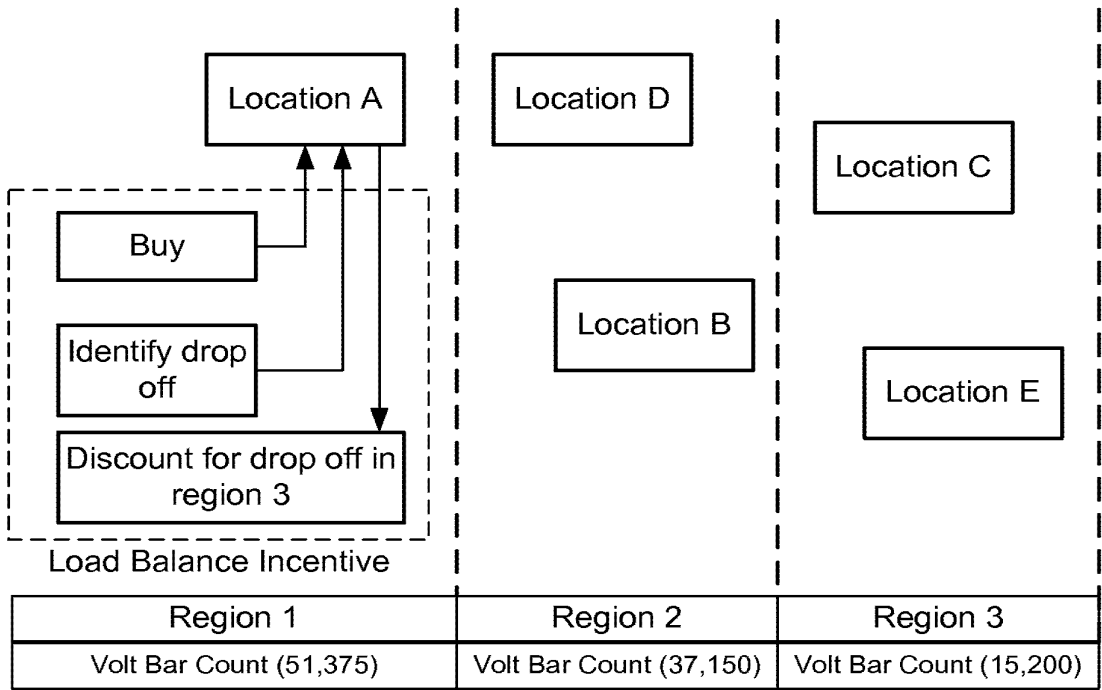 Location A
Location D
Location C
Buy
Location B
Identify drop
off
Location E
Discount for drop off in
region 3
Load Balance Incentive
Region 1
Region 2
Region 3
Volt Bar Count (51,375)
Volt Bar Count (37,150)
Volt Bar Count (15,200)